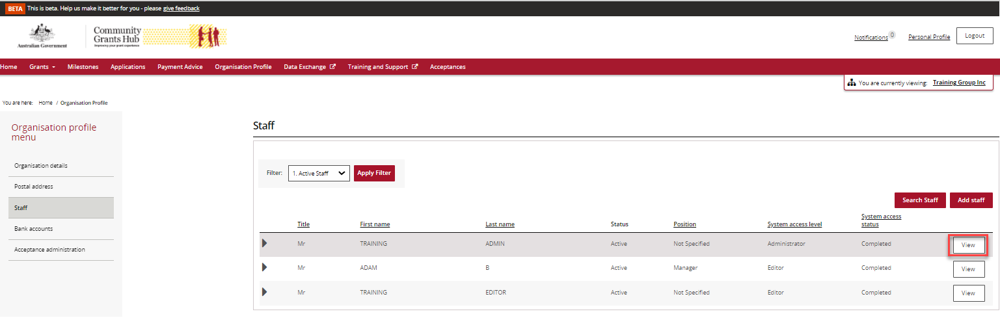 BETA This is beta. Help us make it better for you - please give feedback
Australian Government
Community
Grants Hub
Improving your grant experience
Notifications 0 Personal Profile Logout
Home Grants Milestones Applications Payment Advice Organisation Profile Data Exchange Training and Support Acceptances
You are currently viewing: Training Group Inc
You are here: Home / Organisation Profile
Organisation profile
menu
Organisation details
Postal address
Staff
Bank accounts
Acceptance administration
Staff
Filter: 1. Active Staff Apply Filter
Search Staff Add staff
Title First name Last name Status Position System access level System access
status
Mr TRAINING ADMIN Active Not Specified Administrator Completed View
Mr ADAM B Active Manager Editor Completed View
Mr TRAINING EDITOR Active Not Specified Editor Completed View